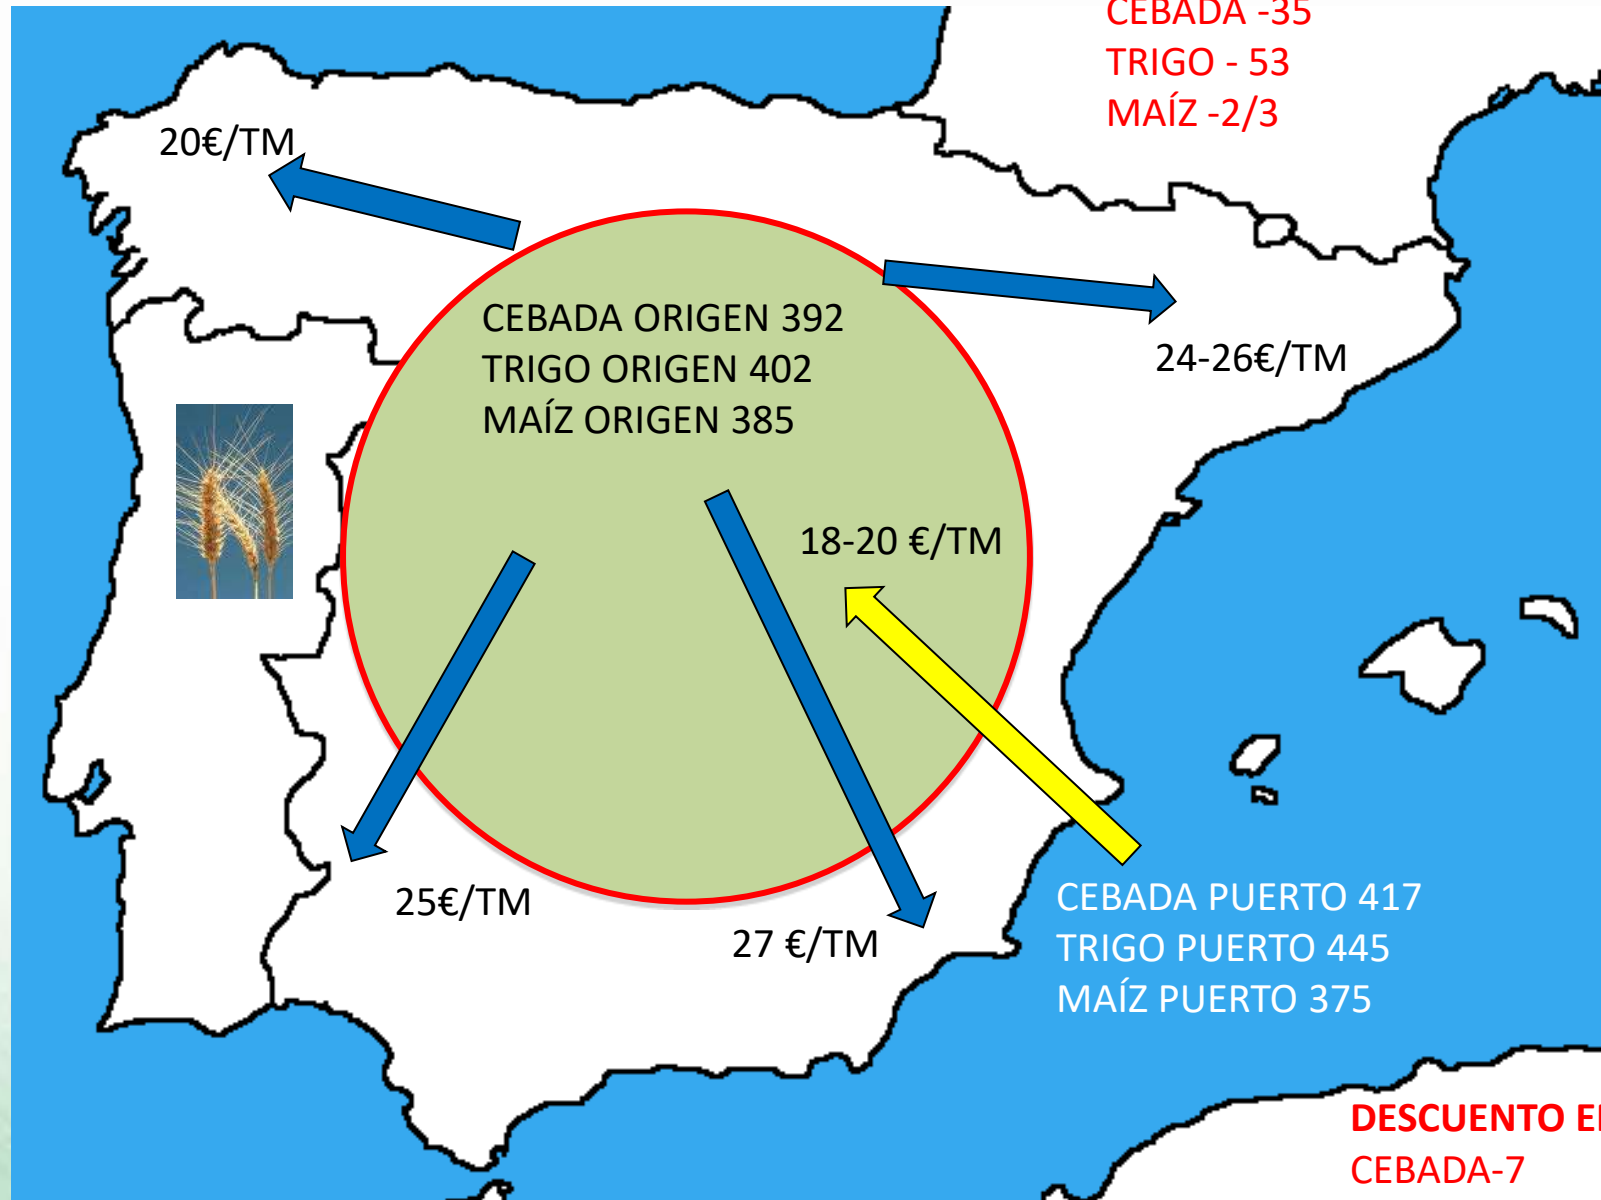 CEBADA -35
TRIGO - 53
MAÍZ -2/3
20€/TM
CEBADA ORIGEN 392
TRIGO ORIGEN 402
MAÍZ ORIGEN 385
24-26€/TM
18-20 €/TM
25€/TM
27 €/TM
CEBADA PUERTO 417
TRIGO PUERTO 445
MAÍZ PUERTO 375
DESCUENTO
CEBADA-7